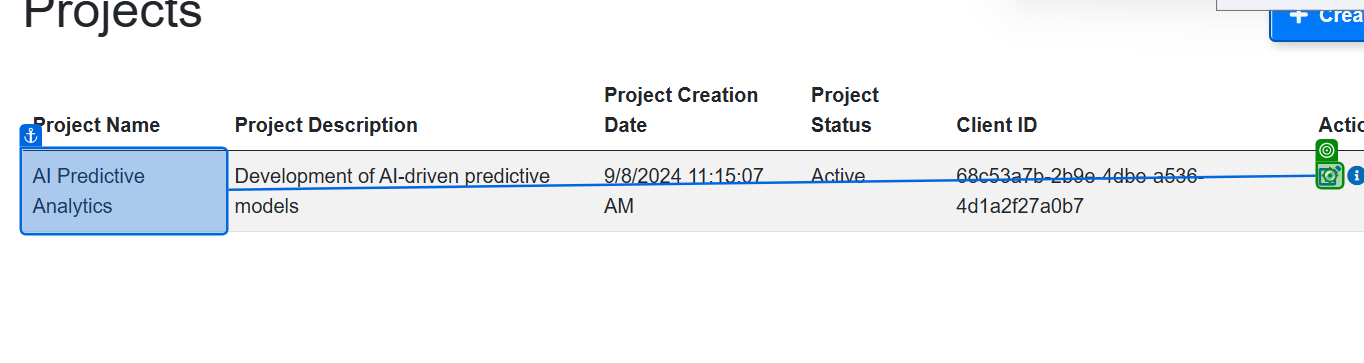 Projects
+ Crea
Project Name Project Description Project Creation Date Project Status Client ID Actio
AI Predictive Analytics Development of AI-driven predictive models 9/8/2024 11:15:07 AM Active 68c53a7b-2b9e-4dbe-a536-4d1a2f27a0b7